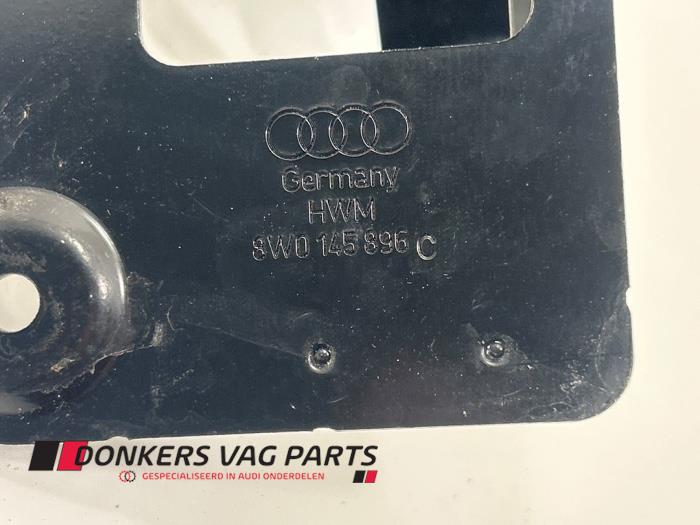 Germany
HWM
8W0 145 896 C
DONKERS VAG PARTS
GESPECIALISEERD IN AUDI ONDERDELEN